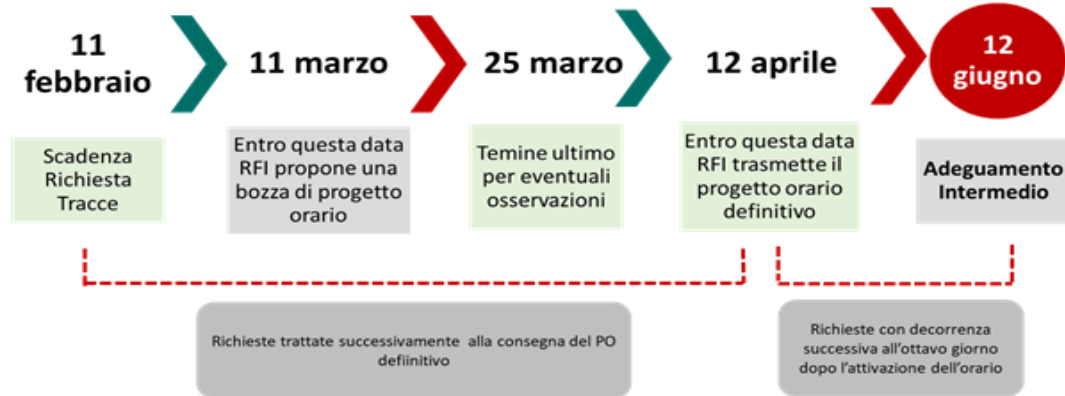 11
febbraio
11 marzo
25 marzo
12 aprile
12
giugno
Scadenza
Richiesta
Tracce
Entro questa data
RFI propone una
bozza di progetto
orario
Temine ultimo
per eventuali
osservazioni
Entro questa data
RFI trasmette il
progetto orario
definitivo
Adeguamento
Intermedio
Richieste trattate successivamente alla consegna del PO
defiinitivo
Richieste con decorrenza
successiva all'ottavo giorno
dopo l'attivazione dell'orario